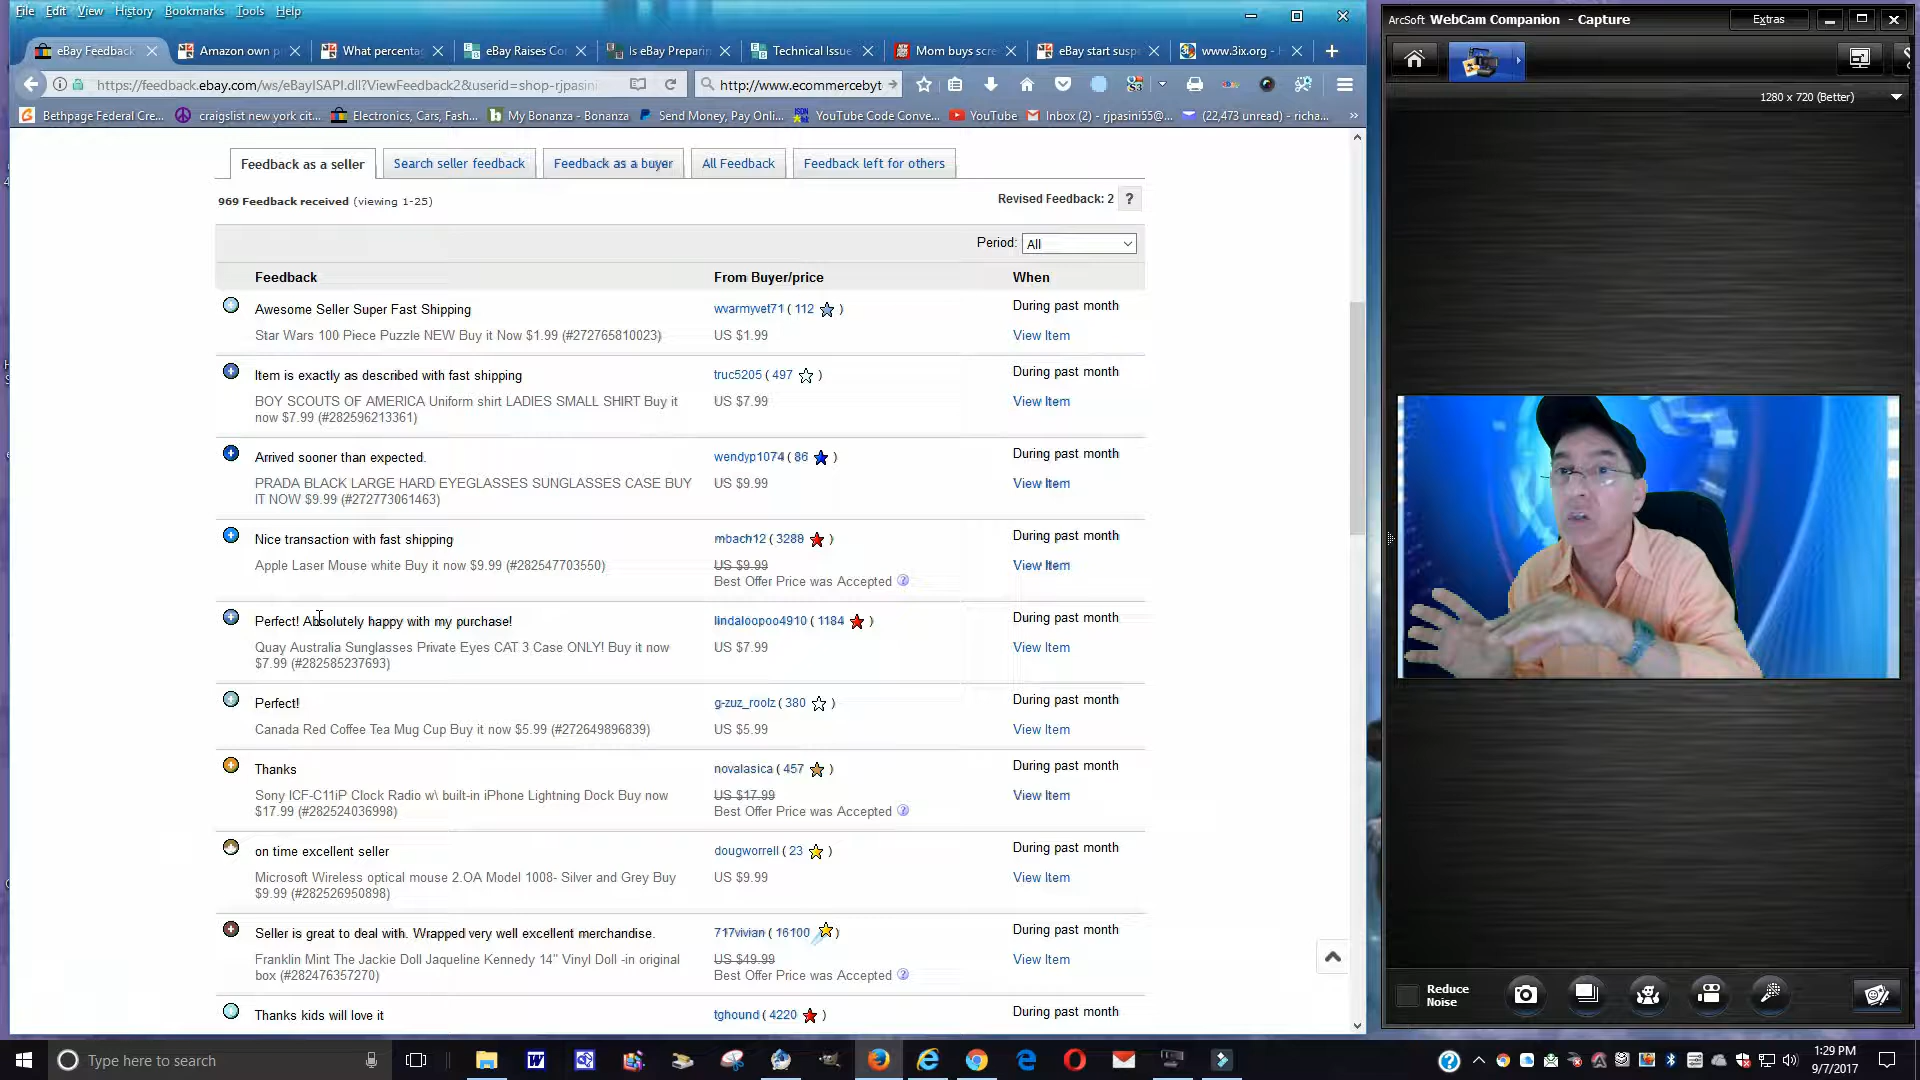 File Edit View History Bookmarks Tools Help
ArcSoft WebCam Companion - Capture Extras
eBay Feedback Amazon own p What percenta eBay Raises Co Is eBay Preparin Technical Issue Mom buys scre eBay start susp www.3ix.org - H
https://feedback.ebay.com/ws/eBayISAPI.dll?ViewFeedback2&userid=shop-rjpasini http://www.ecommercebyt
1280 x 720 (Better)
Bethpage Federal Cre... craigslist new york cit... Electronics, Cars, Fash... My Bonanza - Bonanza Send Money, Pay Onli... YouTube Code Conve... YouTube Inbox (2) - rjpasini55@... (22,473 unread) - richa...
Feedback as a seller Search seller feedback Feedback as a buyer All Feedback Feedback left for others
969 Feedback received (viewing 1-25) Revised Feedback: 2 ?
Period: All
Feedback From Buyer/price When
Awesome Seller Super Fast Shipping wvarmyvet71 ( 112 ) During past month
Star Wars 100 Piece Puzzle NEW Buy it Now $1.99 (#272765810023) US $1.99 View Item
Item is exactly as described with fast shipping truc5205 ( 497 ) During past month
BOY SCOUTS OF AMERICA Uniform shirt LADIES SMALL SHIRT Buy it US $7.99 View Item
now $7.99 (#282596213361)
Arrived sooner than expected. wendyp1074 ( 86 ) During past month
PRADA BLACK LARGE HARD EYEGLASSES SUNGLASSES CASE BUY US $9.99 View Item
IT NOW $9.99 (#272773061463)
Nice transaction with fast shipping mbach12 ( 3288 ) During past month
Apple Laser Mouse white Buy it now $9.99 (#282547703550) US $9.99 View Item
Best Offer Price was Accepted ?
Perfect! Absolutely happy with my purchase! lindaloopoo4910 ( 1184 ) During past month
Quay Australia Sunglasses Private Eyes CAT 3 Case ONLY! Buy it now US $7.99 View Item
$7.99 (#282585237693)
Perfect! g-zuz_roolz ( 380 ) During past month
Canada Red Coffee Tea Mug Cup Buy it now $5.99 (#272649896839) US $5.99 View Item
Thanks novalasica ( 457 ) During past month
Sony ICF-C11iP Clock Radio w\ built-in iPhone Lightning Dock Buy now US $17.99 View Item
$17.99 (#282524036998) Best Offer Price was Accepted ?
on time excellent seller dougworrell ( 23 ) During past month
Microsoft Wireless optical mouse 2.OA Model 1008- Silver and Grey Buy US $9.99 View Item
$9.99 (#282526950898)
Seller is great to deal with. Wrapped very well excellent merchandise. 717vivian ( 16100 ) During past month
Franklin Mint The Jackie Doll Jaqueline Kennedy 14" Vinyl Doll -in original US $49.99 View Item
box (#282476357270) Best Offer Price was Accepted ?
Thanks kids will love it tghound ( 4220 ) During past month
Reduce
Noise
Type here to search
1:29 PM
9/7/2017